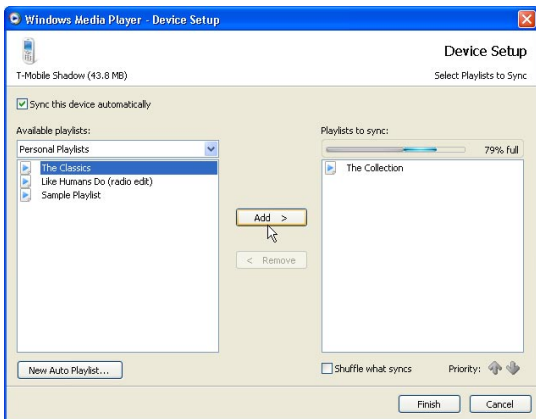 Windows Media Player - Device Setup
Device Setup
T-Mobile Shadow (43.8 MB)
Select Playlists to Sync
Sync this device automatically
Available playlists:
Playlists to sync:
Personal Playlists
79% full
The Classics
Like Humans Do (radio edit)
Sample Playlist
The Collection
Add >
< Remove
New Auto Playlist...
Shuffle what syncs
Priority:
Finish
Cancel